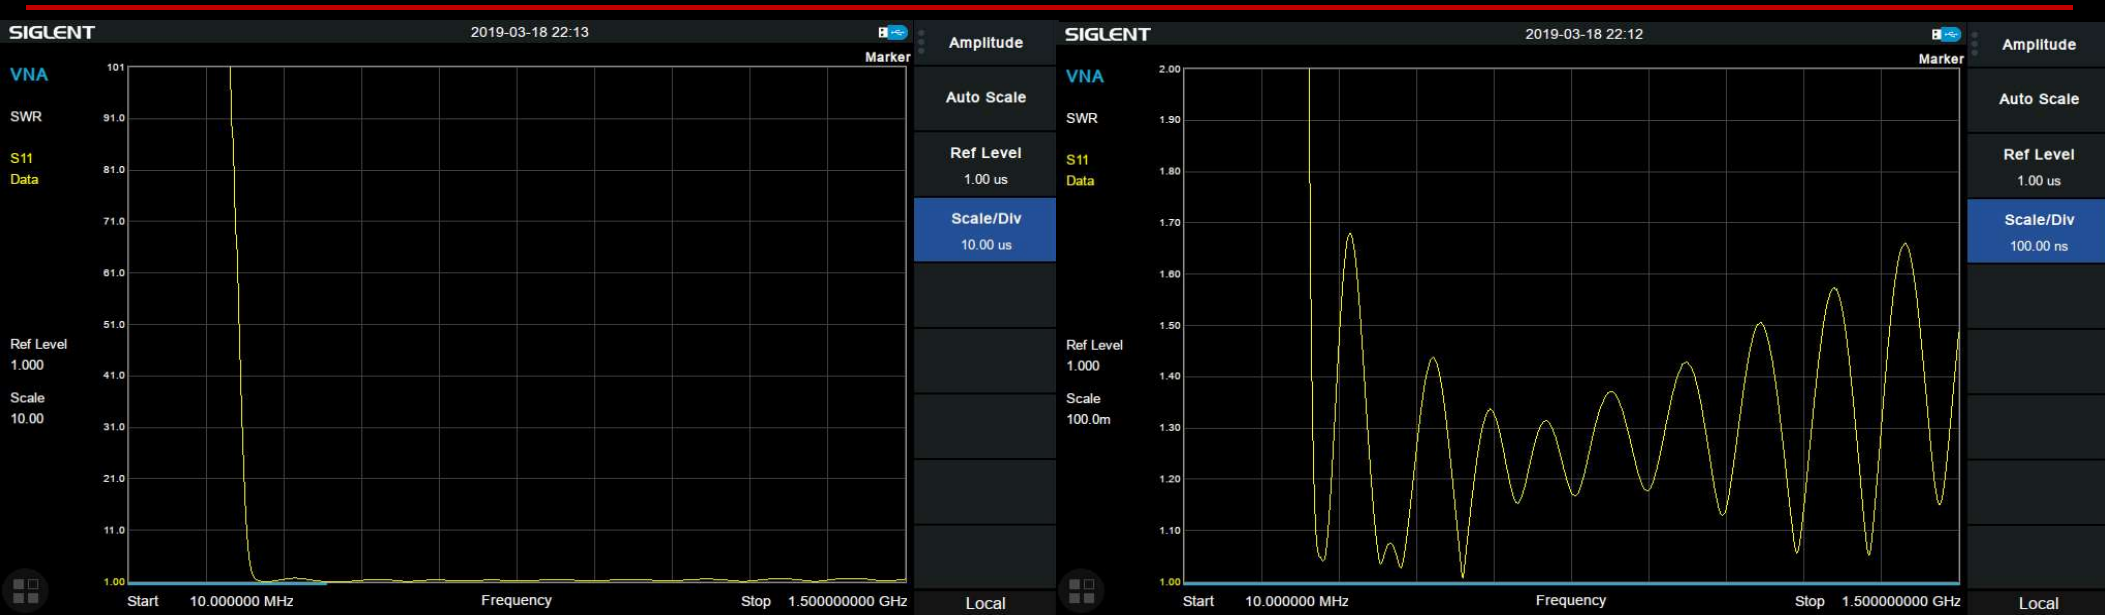 SIGLENT
2019-03-18 22:13
Marker
VNA
SWR
S11
Data
Ref Level
1.000
Scale
10.00
101
91.0
81.0
71.0
61.0
51.0
41.0
31.0
21.0
11.0
1.00
Start 10.000000 MHz Frequency Stop 1.500000000 GHz
Amplitude
Auto Scale
Ref Level
1.00 us
Scale/Div
10.00 us
Local
SIGLENT
2019-03-18 22:12
Marker
VNA
SWR
S11
Data
Ref Level
1.000
Scale
100.0m
2.00
1.90
1.80
1.70
1.60
1.50
1.40
1.30
1.20
1.10
1.00
Start 10.000000 MHz Frequency Stop 1.500000000 GHz
Amplitude
Auto Scale
Ref Level
1.00 us
Scale/Div
100.00 ns
Local